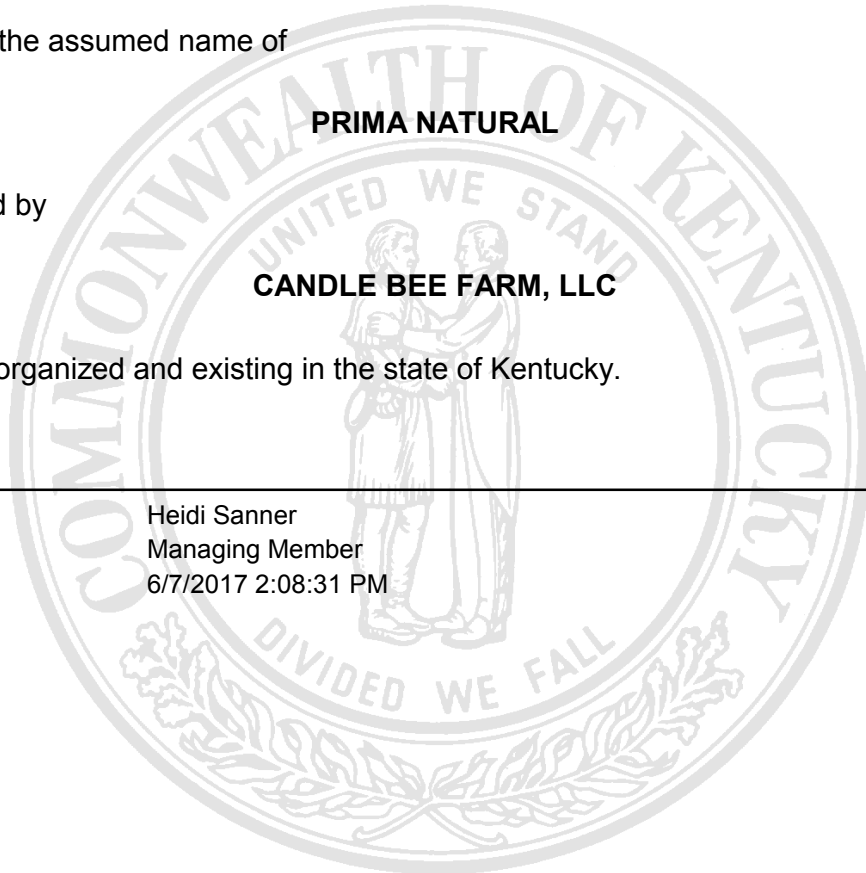 the assumed name of
PRIMA NATURAL
d by
CANDLE BEE FARM, LLC
organized and existing in the state of Kentucky.
Heidi Sanner
Managing Member
6/7/2017 2:08:31 PM
COMMONWEALTH OF KENTUCKY
UNITED WE STAND
DIVIDED WE FALL